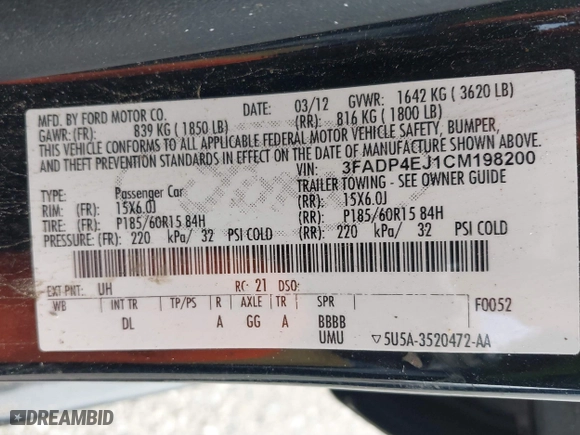 MFD. BY FORD MOTOR CO. DATE: 03/12 GVWR: 1642 KG ( 3620 LB)
GAWR: (FR): 839 KG ( 1850 LB) (RR): 816 KG ( 1800 LB)
THIS VEHICLE CONFORMS TO ALL APPLICABLE FEDERAL MOTOR VEHICLE SAFETY, BUMPER,
AND THEFT PREVENTION STANDARDS IN EFFECT ON THE DATE OF MANUFACTURE SHOWN ABOVE.
VIN: 3FADP4EJ1CM198200
TYPE: Passenger Car TRAILER TOWING - SEE OWNER GUIDE
RIM: (FR): 15X6.0J (RR): 15X6.0J
TIRE: (FR): P185/60R15 84H (RR): P185/60R15 84H
PRESSURE: (FR): 220 kPa/ 32 PSI COLD (RR): 220 kPa/ 32 PSI COLD
EXT PNT: UH RC: 21 DSO:
WB INT TR TP/PS R AXLE TR SPR F0052
DL A GG A BBBB
UMU ▽5U5A-3520472-AA
DREAMBID